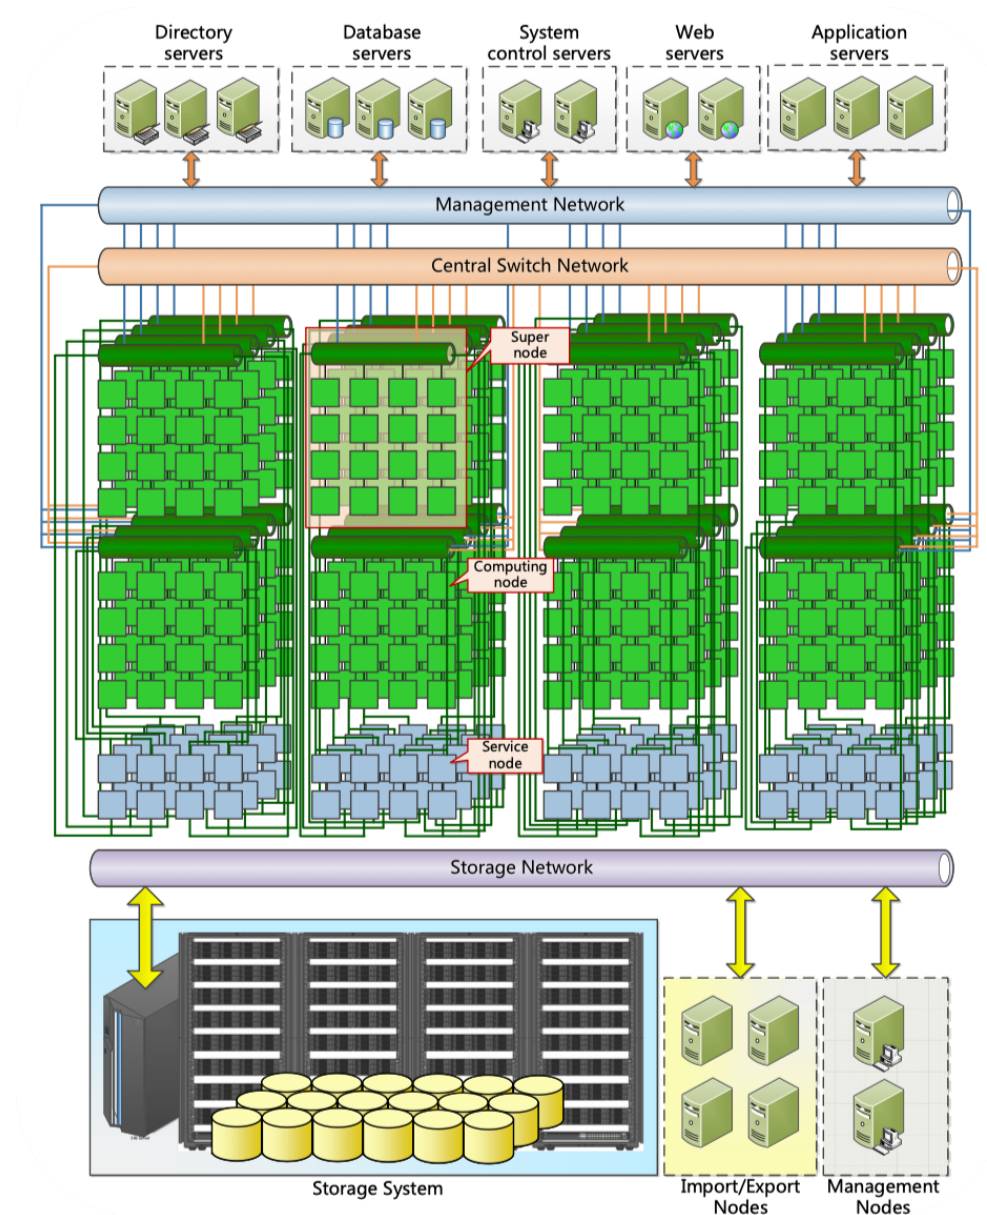 Directory
servers
Database
servers
System
control servers
Web
servers
Application
servers
Management Network
Central Switch Network
Super
node
Computing
node
Service
node
Storage Network
Storage System
Import/Export
Nodes
Management
Nodes